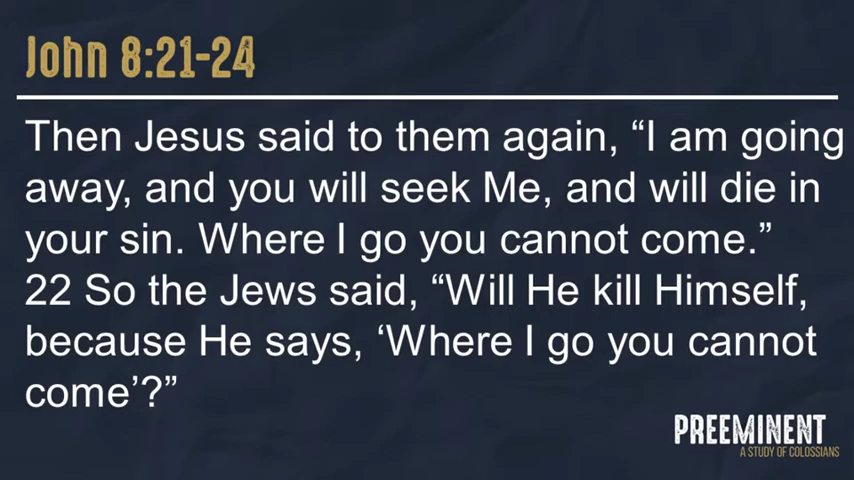 John 8:21-24
Then Jesus said to them again, “I am going
away, and you will seek Me, and will die in
your sin. Where I go you cannot come.”
22 So the Jews said, “Will He kill Himself,
because He says, ‘Where I go you cannot
come’?”
PREEMINENT
A STUDY OF COLOSSIANS